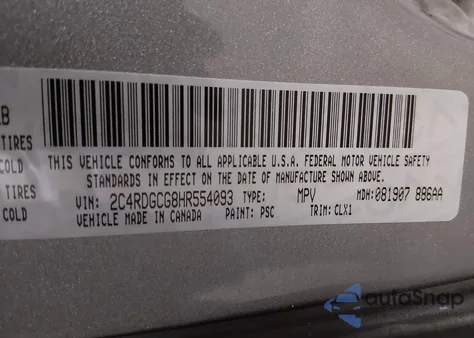 LB
TIRES
COLD
COLD
THIS VEHICLE CONFORMS TO ALL APPLICABLE U.S.A. FEDERAL MOTOR VEHICLE SAFETY
STANDARDS IN EFFECT ON THE DATE OF MANUFACTURE SHOWN ABOVE.
VIN: 2C4RDGCG8HR554093 TYPE: MPV MDH: 081907 886AA
VEHICLE MADE IN CANADA PAINT: PSC TRIM: CLX1
autoSnap